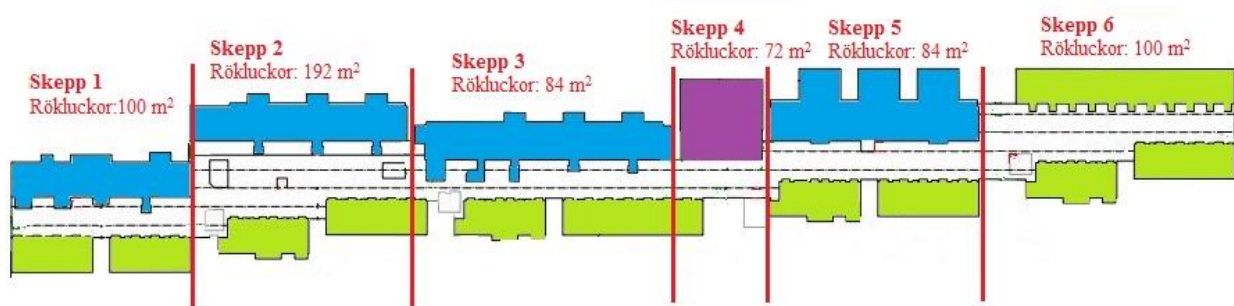 Skepp 1
Rökluckor:100 m²
Skepp 2
Rökluckor: 192 m²
Skepp 3
Rökluckor: 84 m²
Skepp 4
Rökluckor: 72 m²
Skepp 5
Rökluckor: 84 m²
Skepp 6
Rökluckor: 100 m²